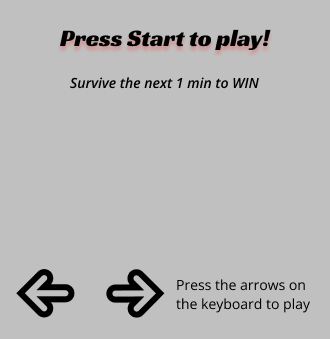 Press Start to play!
Survive the next 1 min to WIN
Press the arrows on
the keyboard to play